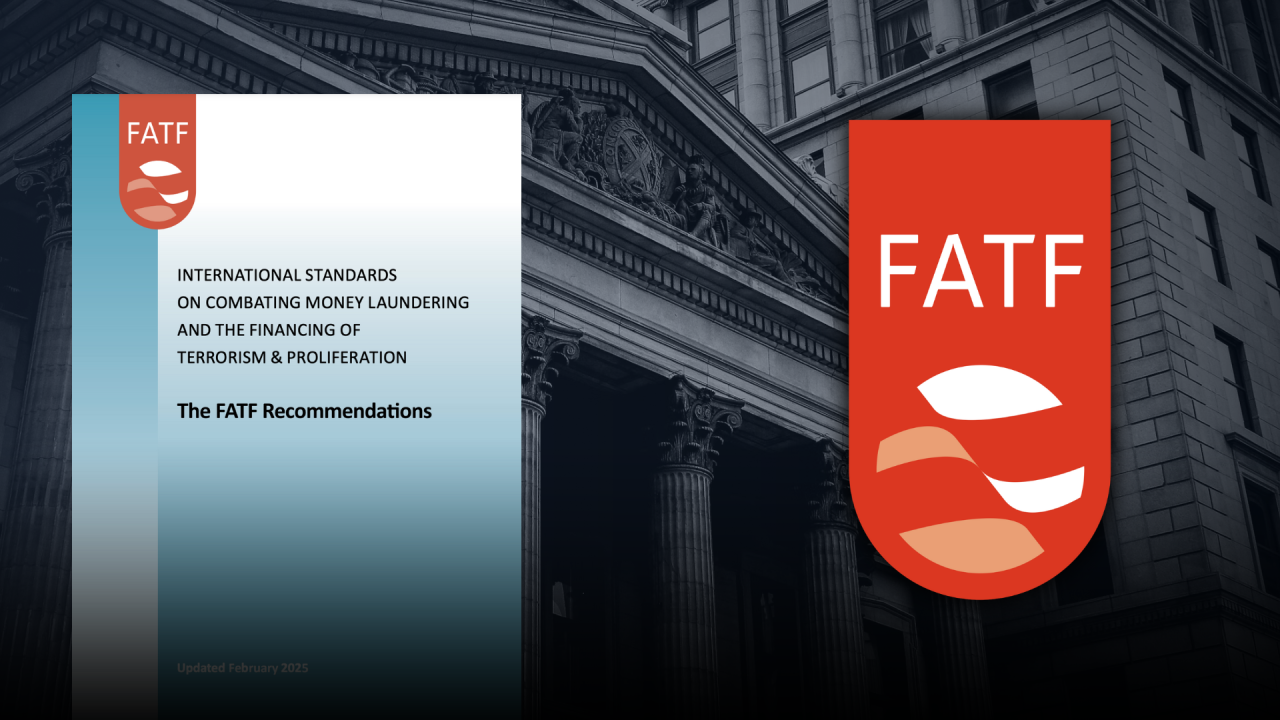 FATF
INTERNATIONAL STANDARDS
ON COMBATING MONEY LAUNDERING
AND THE FINANCING OF
TERRORISM & PROLIFERATION
The FATF Recommendations
Updated February 2025
FATF